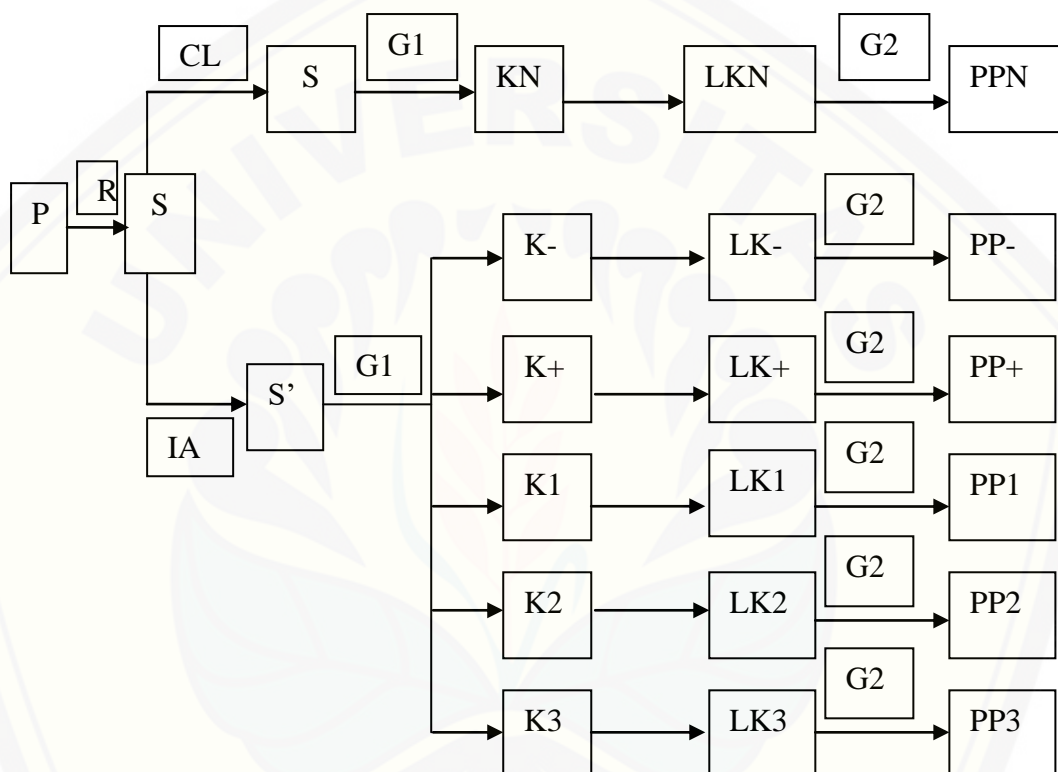 CL
S
G1
KN
LKN
G2
PPN
P
R
S
K-
LK-
G2
PP-
S’
G1
K+
LK+
G2
PP+
IA
K1
LK1
G2
PP1
K2
LK2
G2
PP2
K3
LK3
G2
PP3
UNIVERSITAS